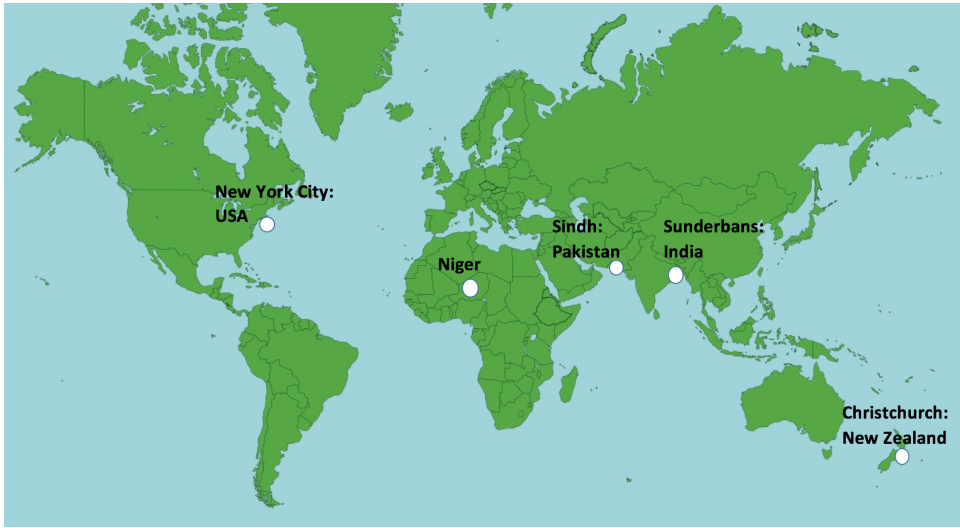 New York City:
USA
Sindh:
Pakistan
Sunderbans:
India
Niger
Christchurch:
New Zealand